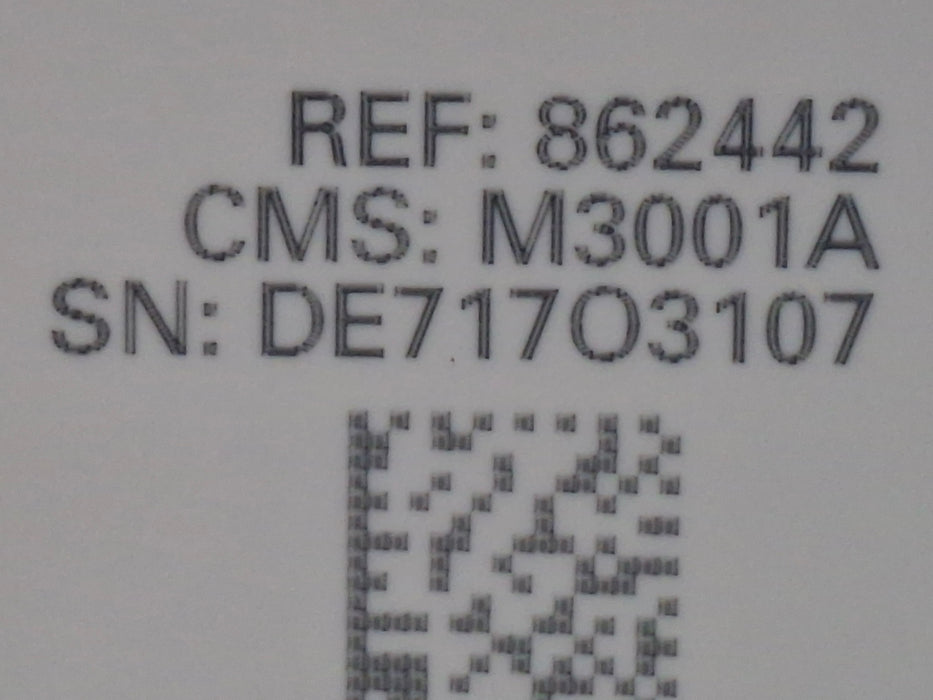 REF: 862442
CMS: M3001A
SN: DE717O3107